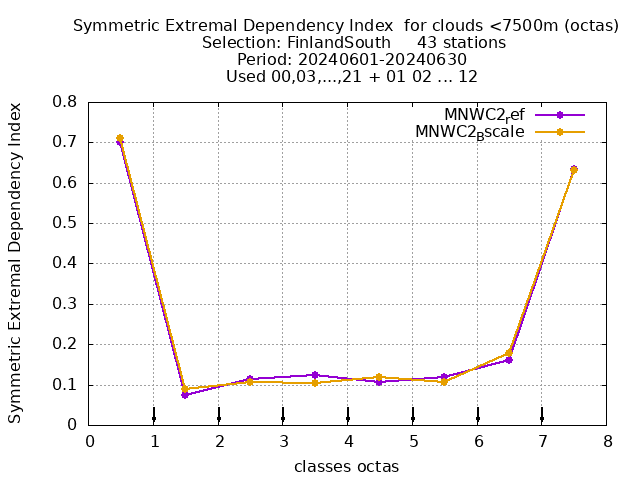 Symmetric Extremal Dependency Index  for clouds <7500m (octas)
Selection: FinlandSouth     43 stations
Period: 20240601-20240630
Used 00,03,...,21 + 01 02 ... 12
MNWC2ref
MNWC2Bscale
Symmetric Extremal Dependency Index
0.8
0.7
0.6
0.5
0.4
0.3
0.2
0.1
0
0 1 2 3 4 5 6 7 8
classes octas